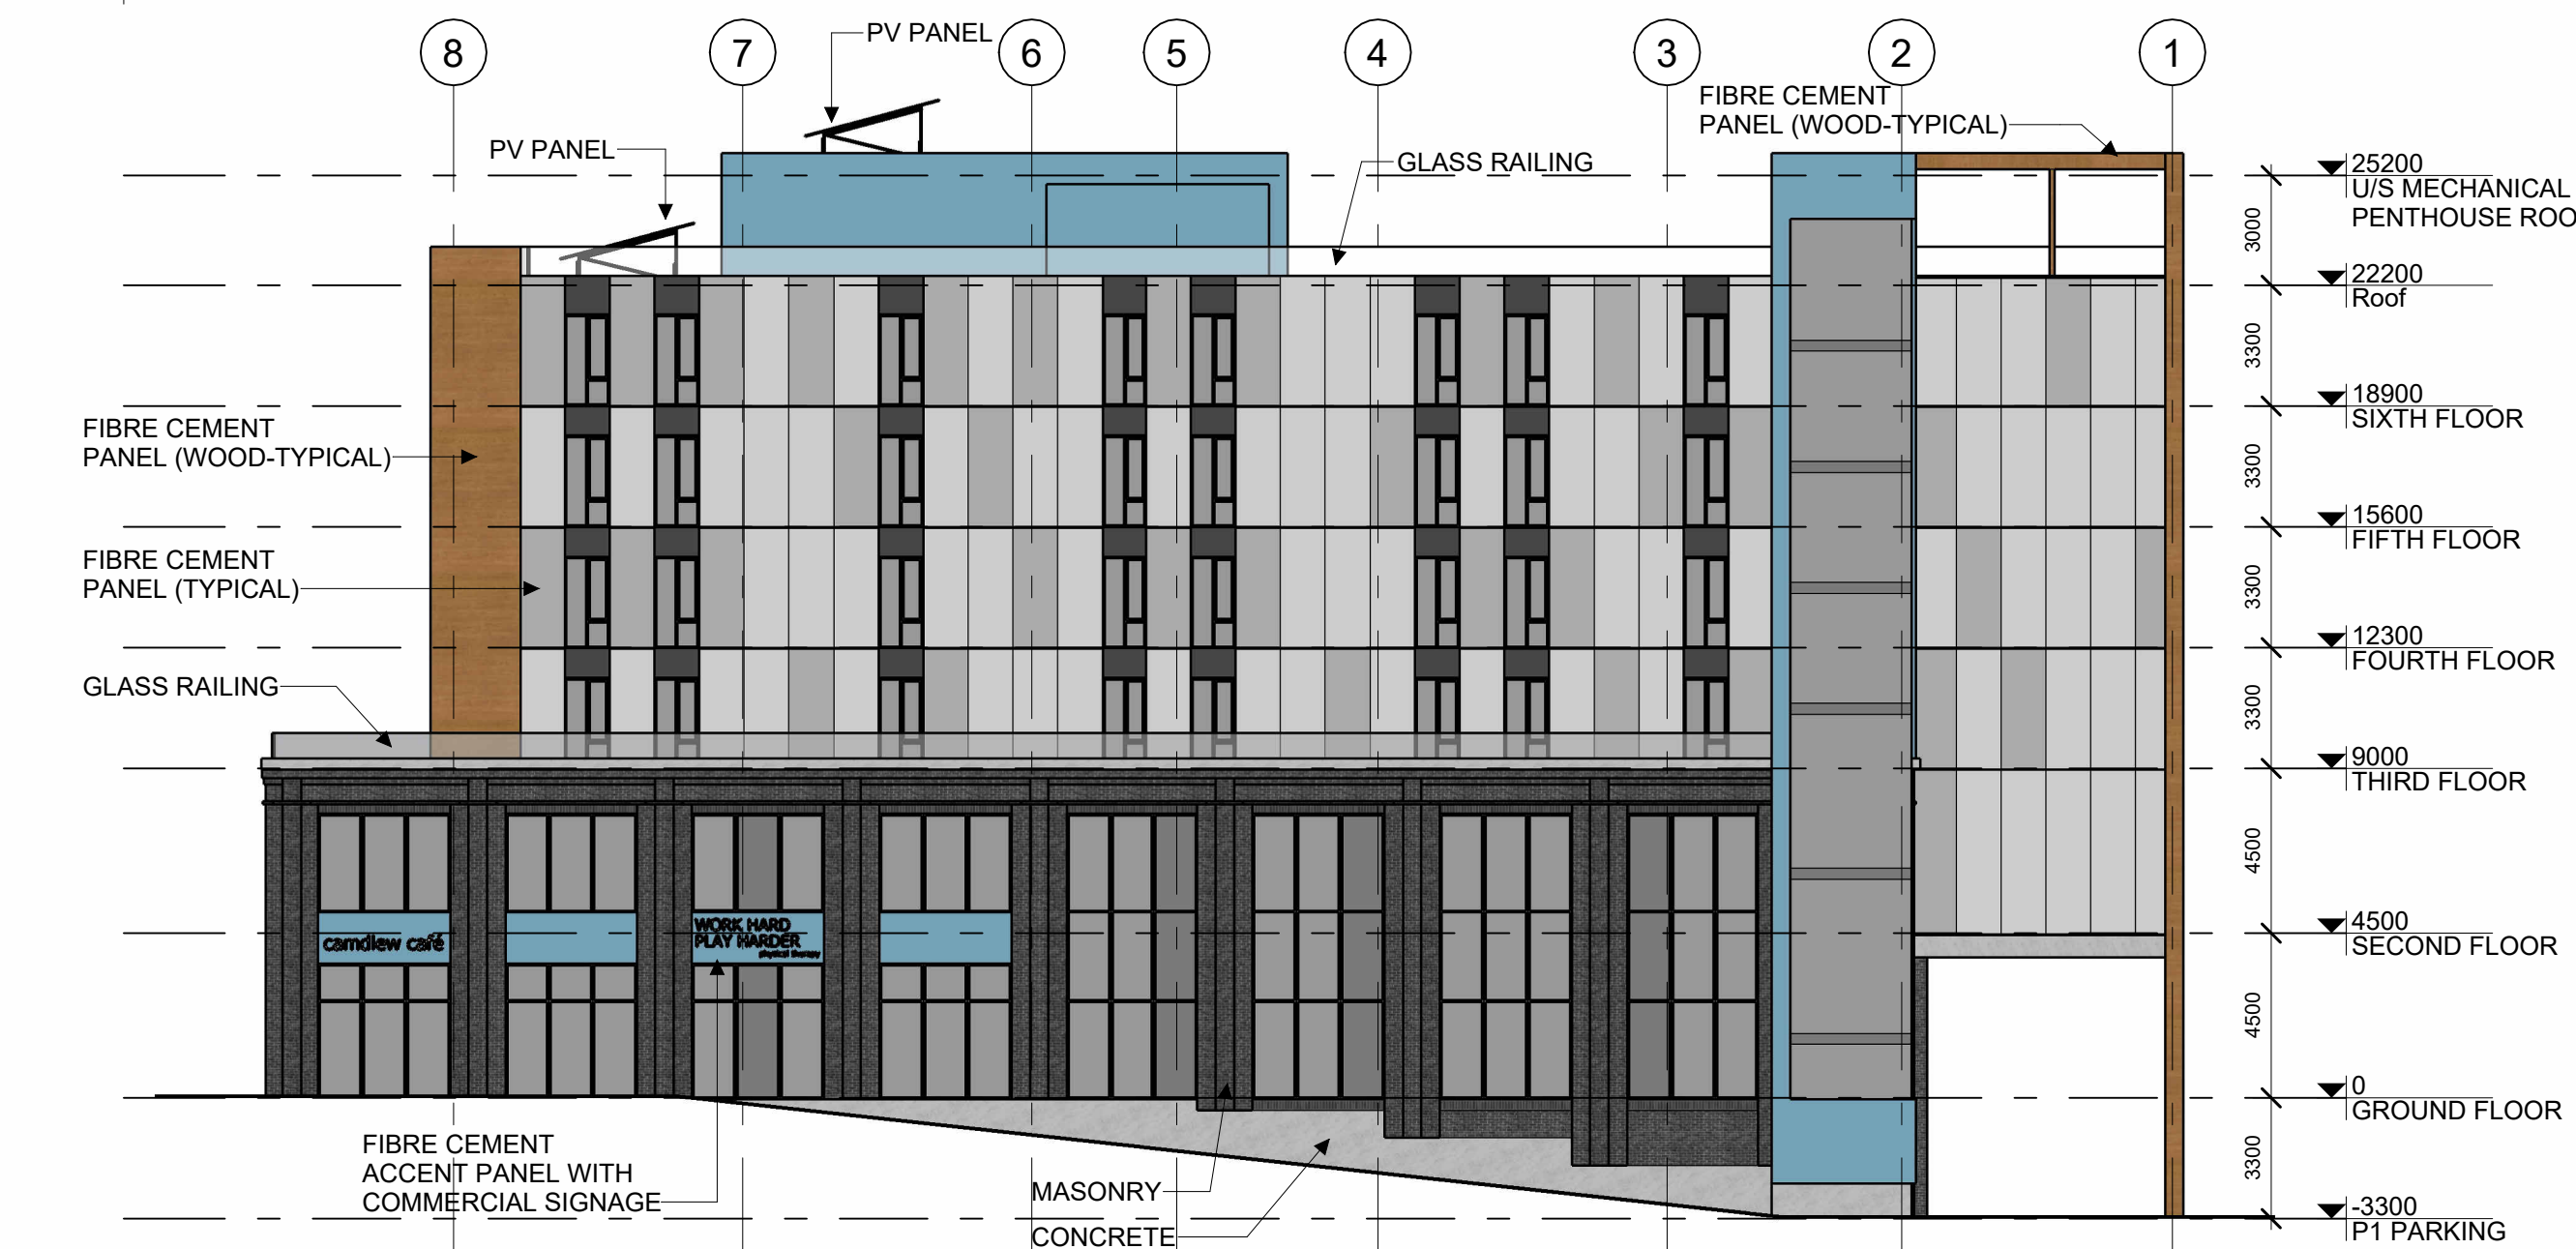 8
7
6
5
4
3
2
1
PV PANEL
PV PANEL
GLASS RAILING
FIBRE CEMENT
PANEL (WOOD-TYPICAL)
FIBRE CEMENT
PANEL (WOOD-TYPICAL)
FIBRE CEMENT
PANEL (TYPICAL)
GLASS RAILING
camdlew café
WORK HARD
PLAY HARDER
physical therapy
FIBRE CEMENT
ACCENT PANEL WITH
COMMERCIAL SIGNAGE
MASONRY
CONCRETE
25200
U/S MECHANICAL
PENTHOUSE ROO
3000
22200
Roof
3300
18900
SIXTH FLOOR
3300
15600
FIFTH FLOOR
3300
12300
FOURTH FLOOR
3300
9000
THIRD FLOOR
4500
4500
SECOND FLOOR
4500
0
GROUND FLOOR
3300
-3300
P1 PARKING